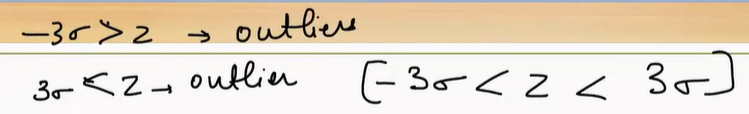 -3σ > z → outliers
3σ < z → outlier [-3σ < z < 3σ]